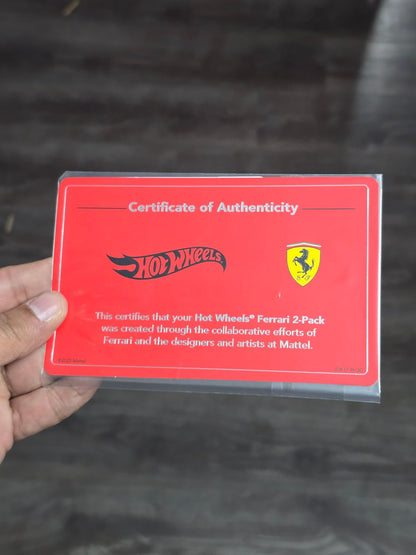 Certificate of Authenticity
HOT WHEELS
This certifies that your Hot Wheels® Ferrari 2-Pack
was created through the collaborative efforts of
Ferrari and the designers and artists at Mattel.